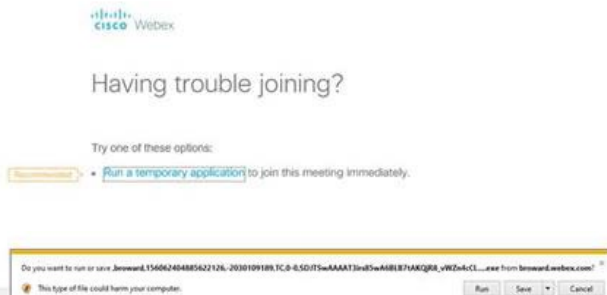 CISCO Webex
Having trouble joining?
Try one of these options:
Recommended
• Run a temporary application to join this meeting immediately.
Do you want to run or save from broward.webex.com?
This type of file could harm your computer.
Run Save Cancel